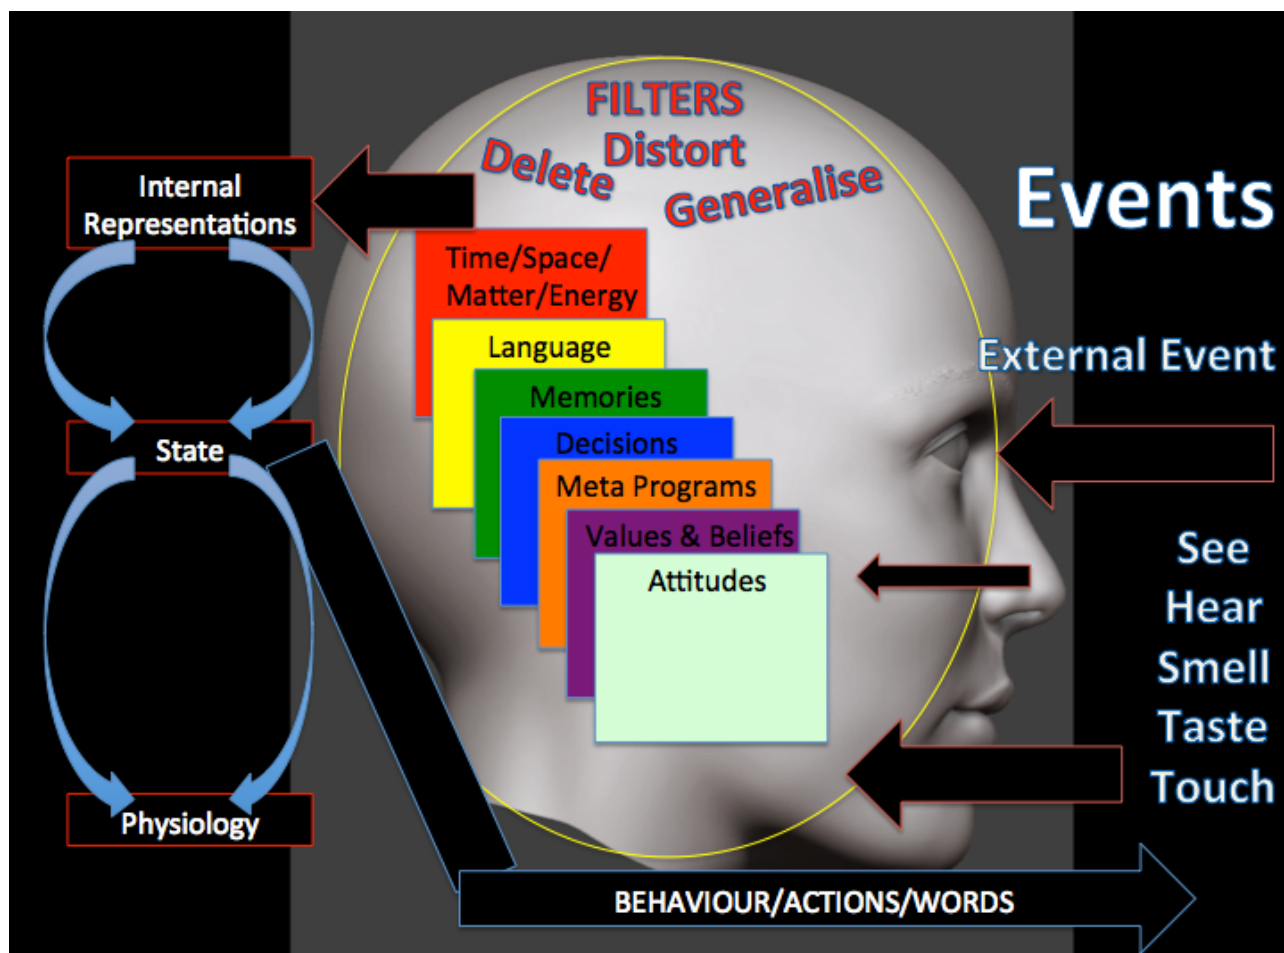 FILTERS
Delete
Distort
Generalise
Events
Internal
Representations
Time/Space/
Matter/Energy
Language
Memories
Decisions
Meta Programs
Values & Beliefs
Attitudes
External Event
State
See
Hear
Smell
Taste
Touch
Physiology
BEHAVIOUR/ACTIONS/WORDS